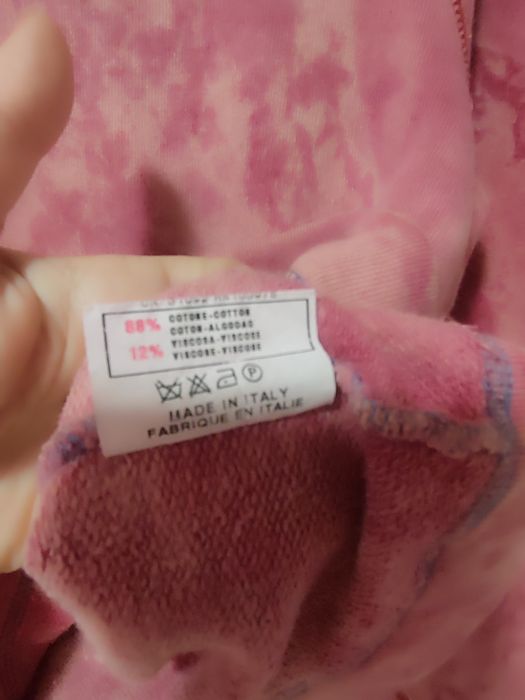 88% COTONE-COTTON
COTON-ALGODAO
12% VISCOSA-VISCOSE
VISCOSE-VISCOSE
P
MADE IN ITALY
FABRIQUE EN ITALIE